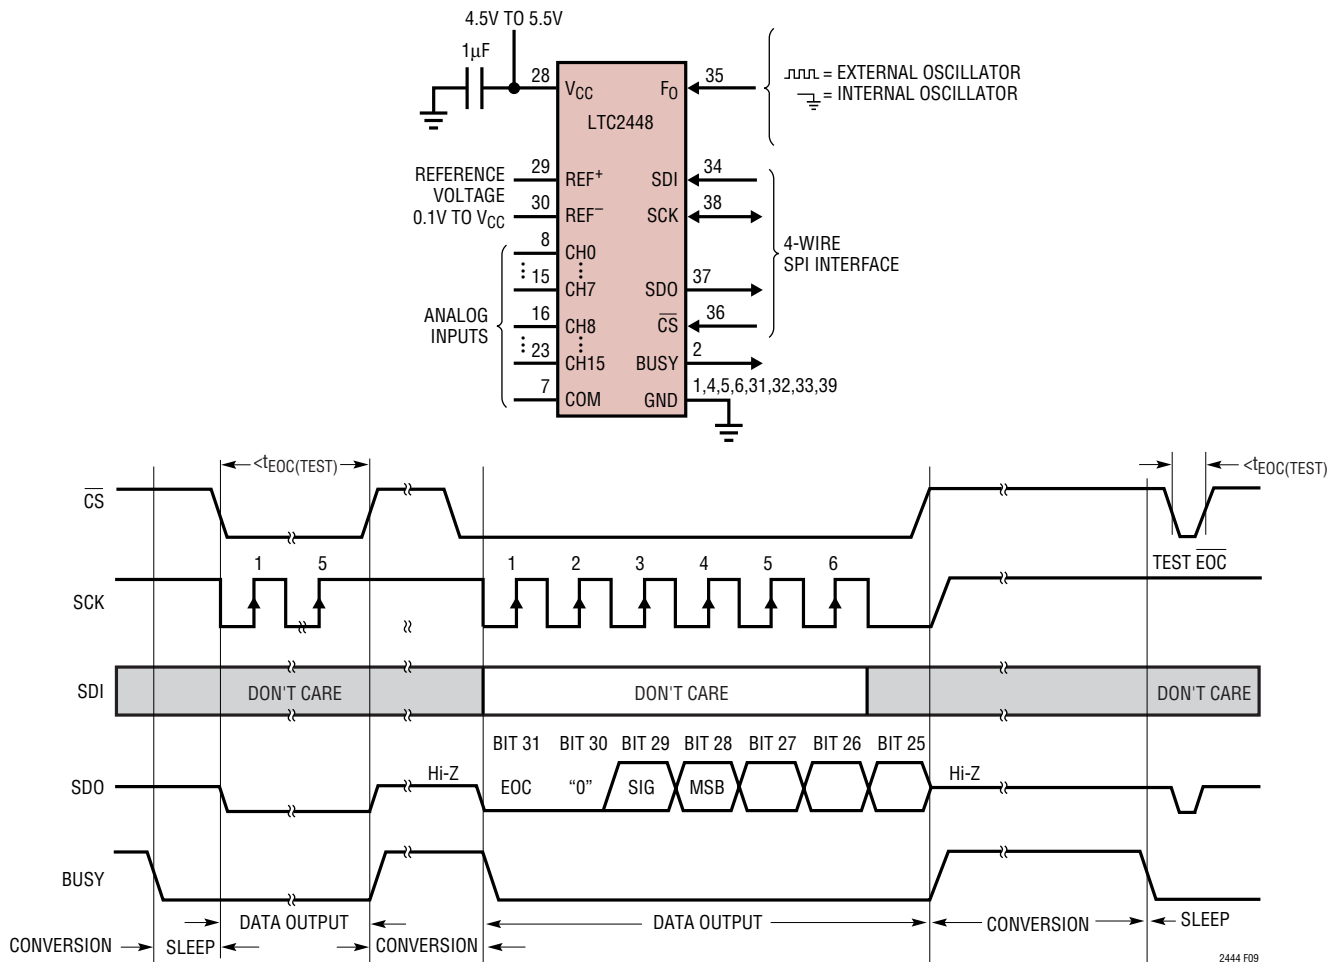 4.5V TO 5.5V
1µF
28
VCC
FO
35
= EXTERNAL OSCILLATOR
= INTERNAL OSCILLATOR
LTC2448
REFERENCE
VOLTAGE
0.1V TO VCC
29
REF+
30
REF–
SDI
34
SCK
38
4-WIRE
SPI INTERFACE
ANALOG
INPUTS
8
CH0
15
CH7
16
CH8
23
CH15
7
COM
SDO
37
CS
36
BUSY
2
GND
1,4,5,6,31,32,33,39
<tEOC(TEST)
<tEOC(TEST)
CS
TEST EOC
SCK
1
5
1
2
3
4
5
6
SDI
DON'T CARE
DON'T CARE
DON'T CARE
BIT 31
BIT 30
BIT 29
BIT 28
BIT 27
BIT 26
BIT 25
SDO
Hi-Z
EOC
“0”
SIG
MSB
Hi-Z
BUSY
DATA OUTPUT
DATA OUTPUT
CONVERSION
SLEEP
CONVERSION
SLEEP
CONVERSION
2444 F09